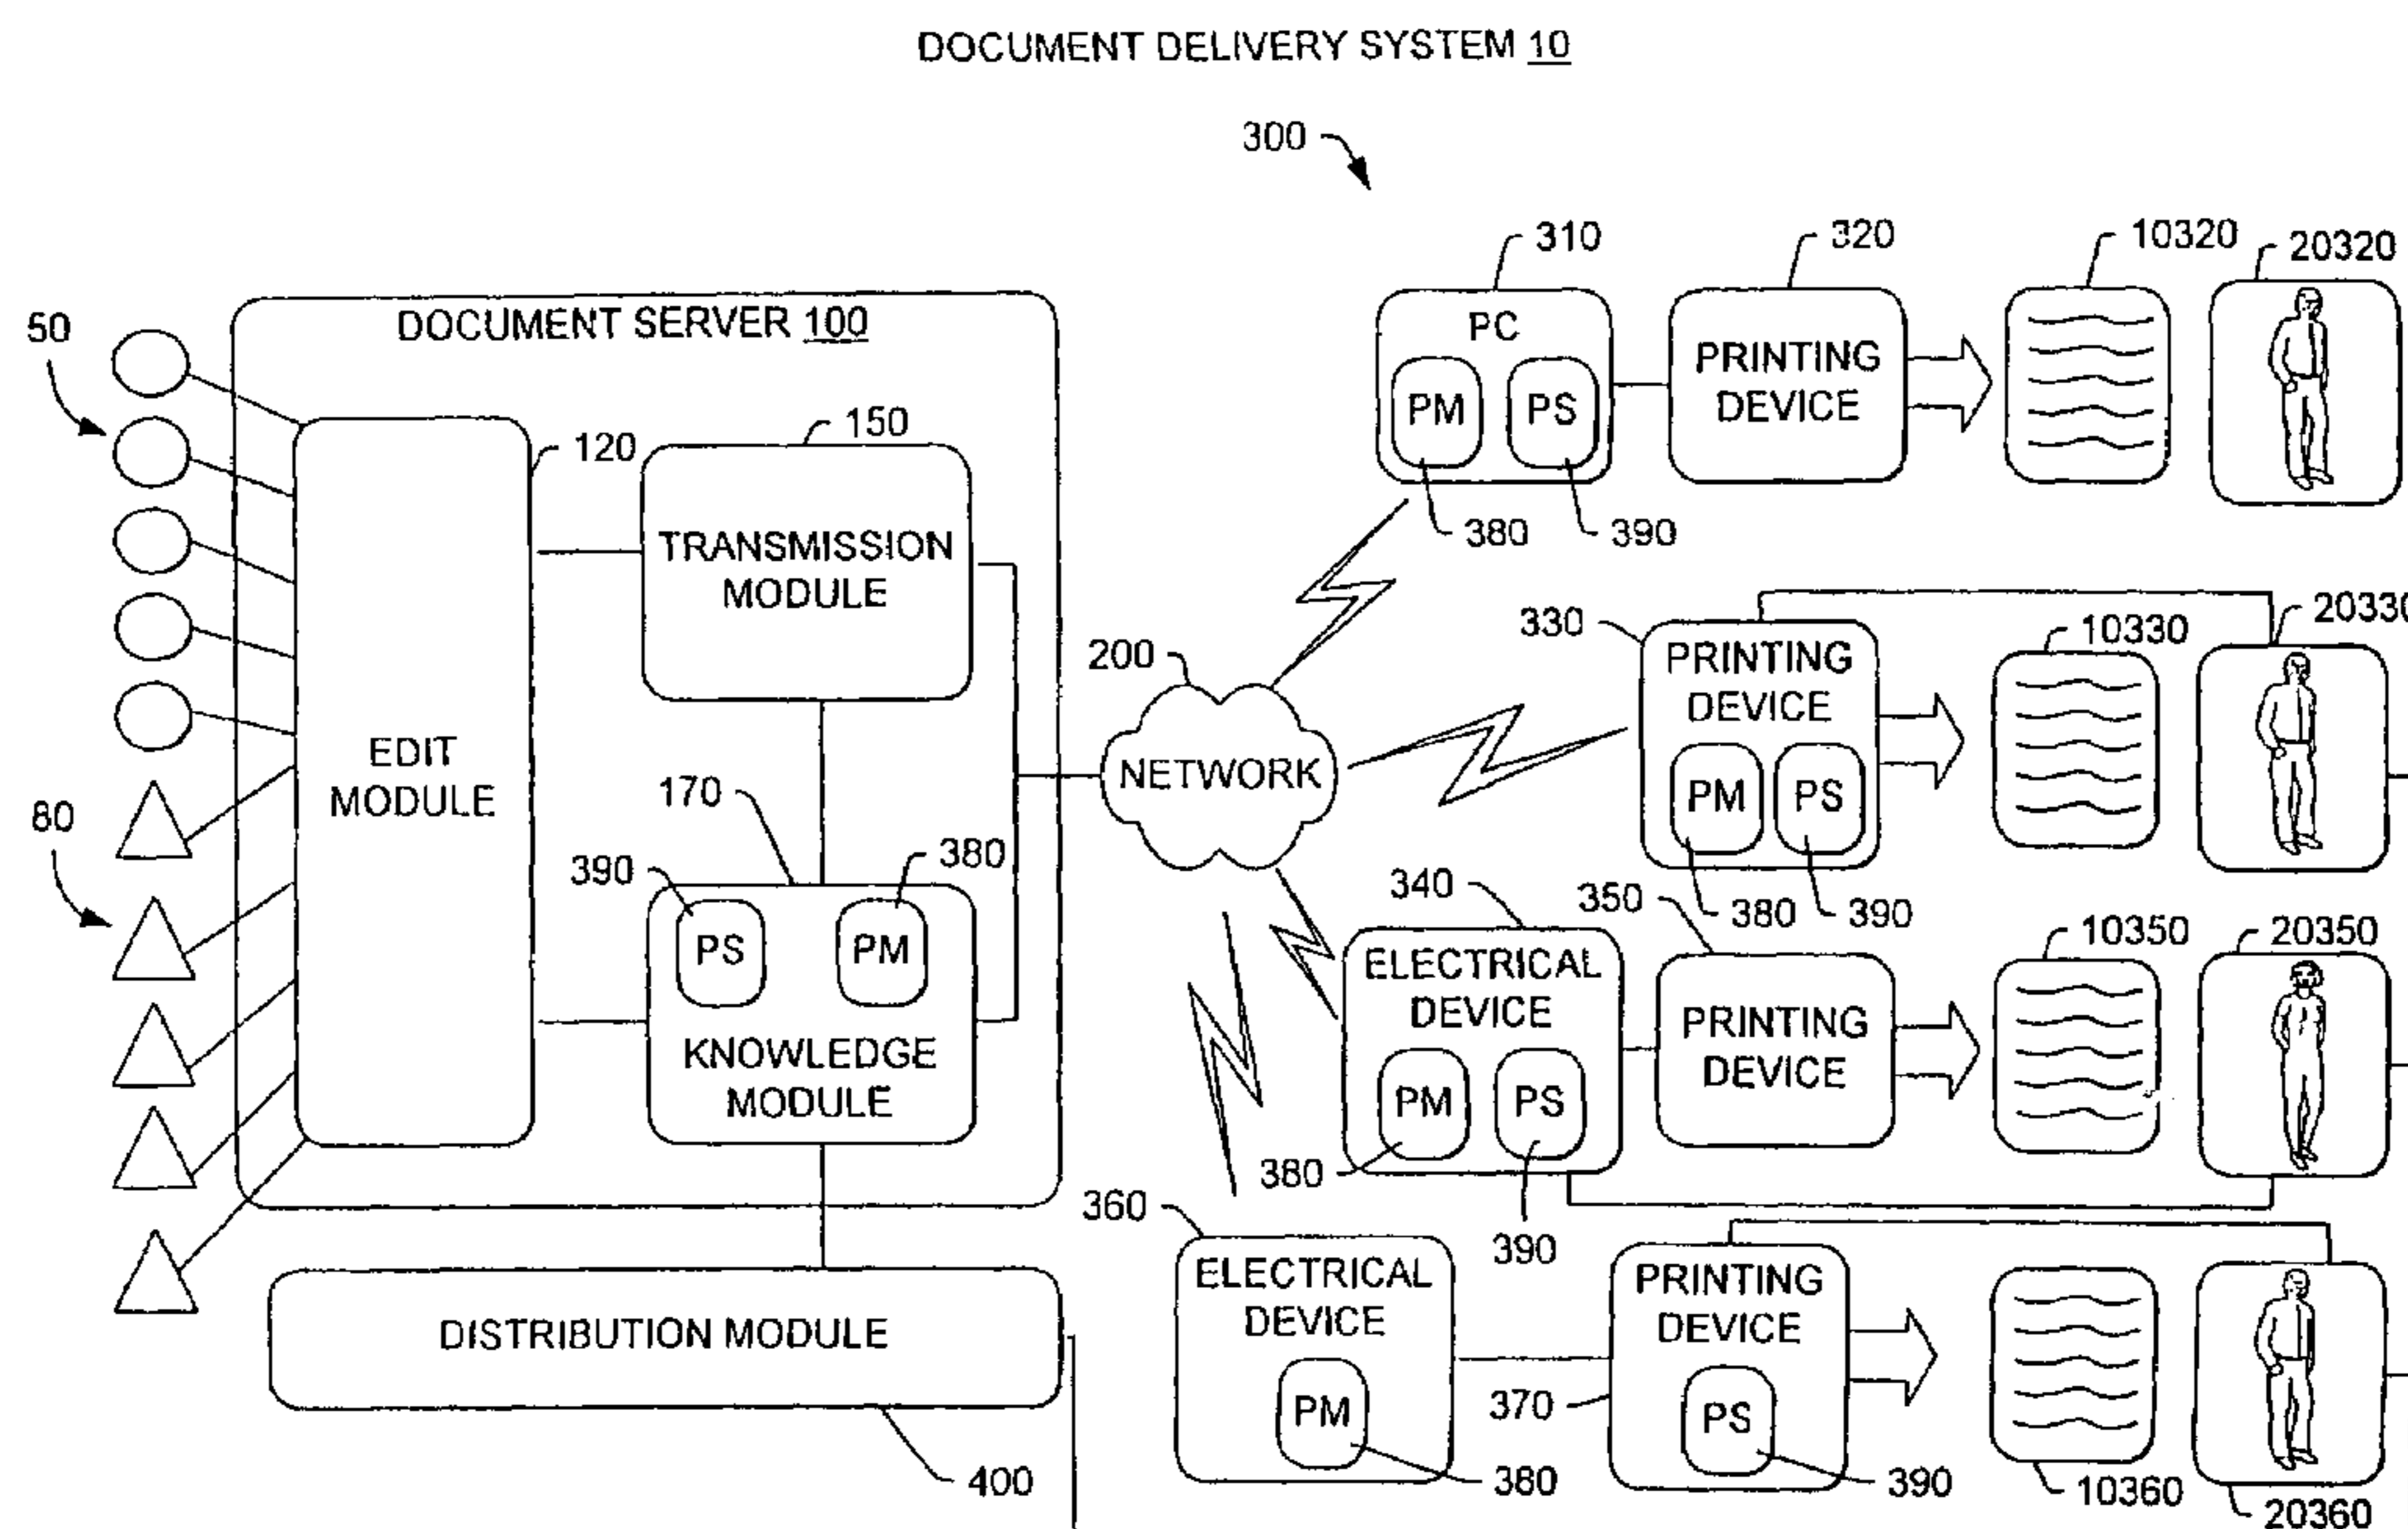 DOCUMENT DELIVERY SYSTEM 10
300
310
320
10320
20320
50
DOCUMENT SERVER 100
PC
PM
PS
PRINTING
DEVICE
380
390
120
150
TRANSMISSION
MODULE
EDIT
MODULE
80
170
390
380
PS
PM
KNOWLEDGE
MODULE
200
NETWORK
330
PRINTING
DEVICE
PM
PS
380
390
10330
20330
340
ELECTRICAL
DEVICE
PM
PS
380
390
350
PRINTING
DEVICE
10350
20350
360
ELECTRICAL
DEVICE
PM
380
370
PRINTING
DEVICE
PS
390
10360
20360
DISTRIBUTION MODULE
400